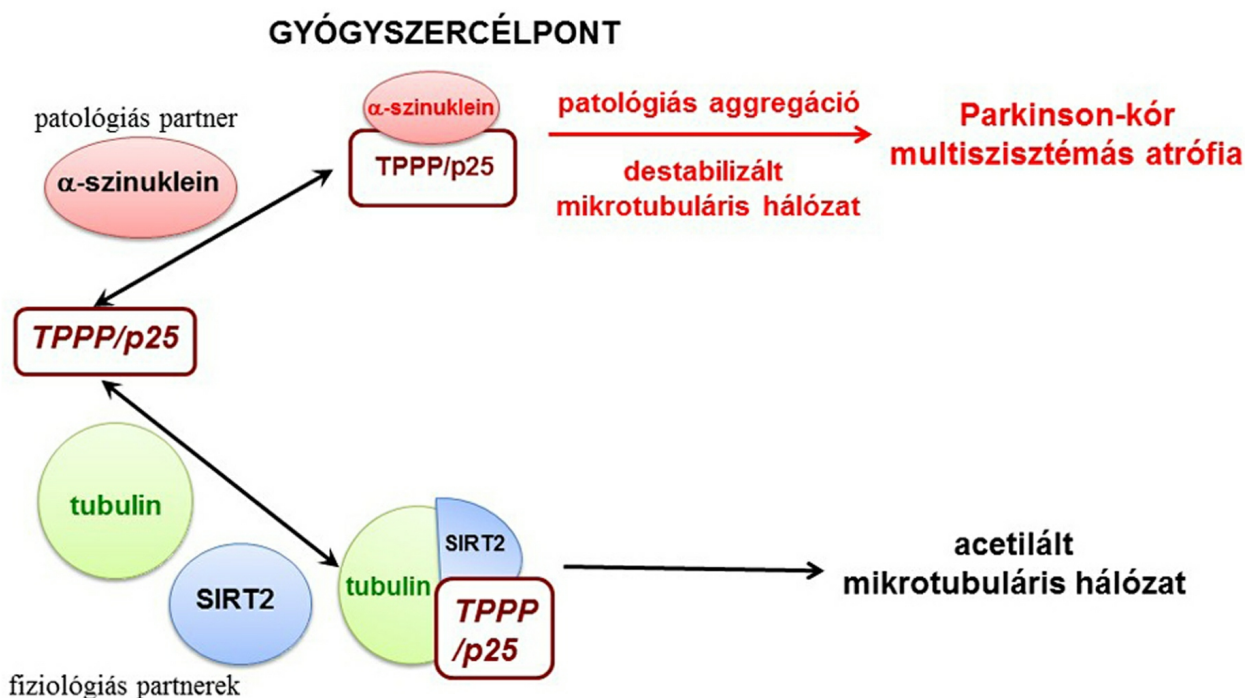 GYÓGYSZERCÉLPONT
patológiás partner
α-szinuklein
α-szinuklein
TPPP/p25
patológiás aggregáció
destabilizált
mikrotubuláris hálózat
Parkinson-kór
multiszisztémás atrófia
TPPP/p25
tubulin
SIRT2
fiziológiás partnerek
tubulin
SIRT2
TPPP
/p25
acetilált
mikrotubuláris hálózat